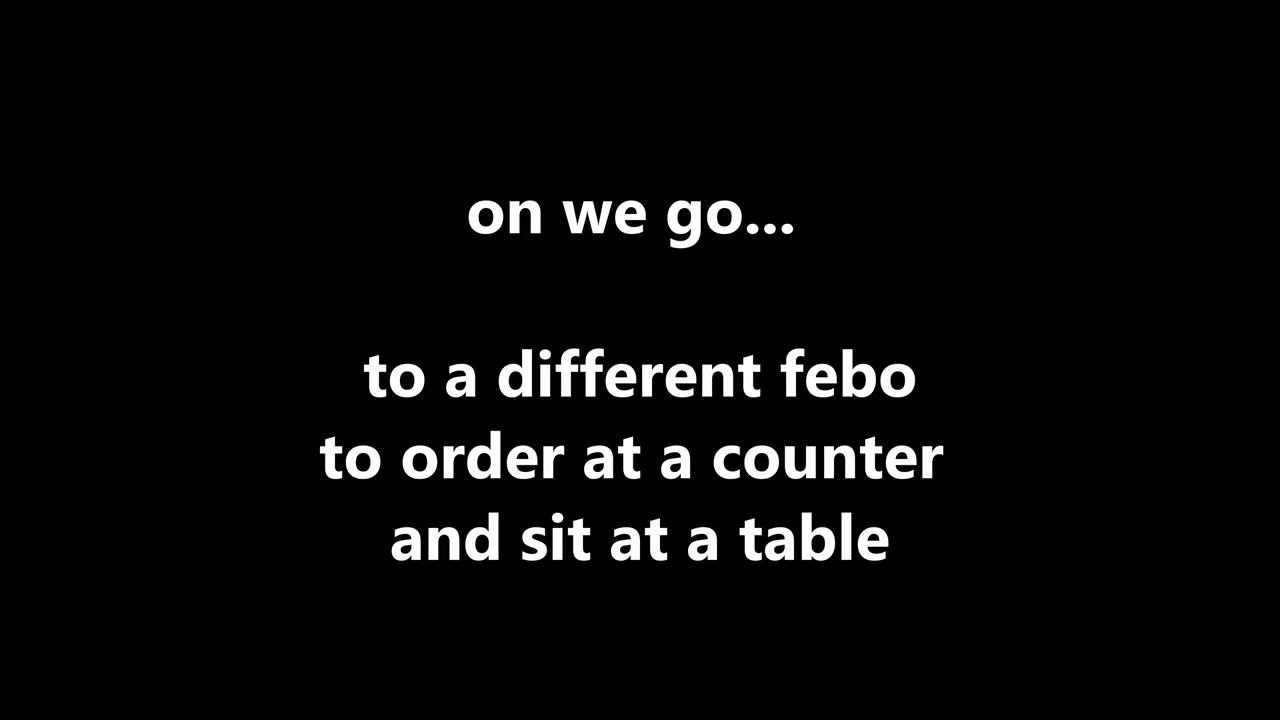 on we go...
to a different febo
to order at a counter
and sit at a table